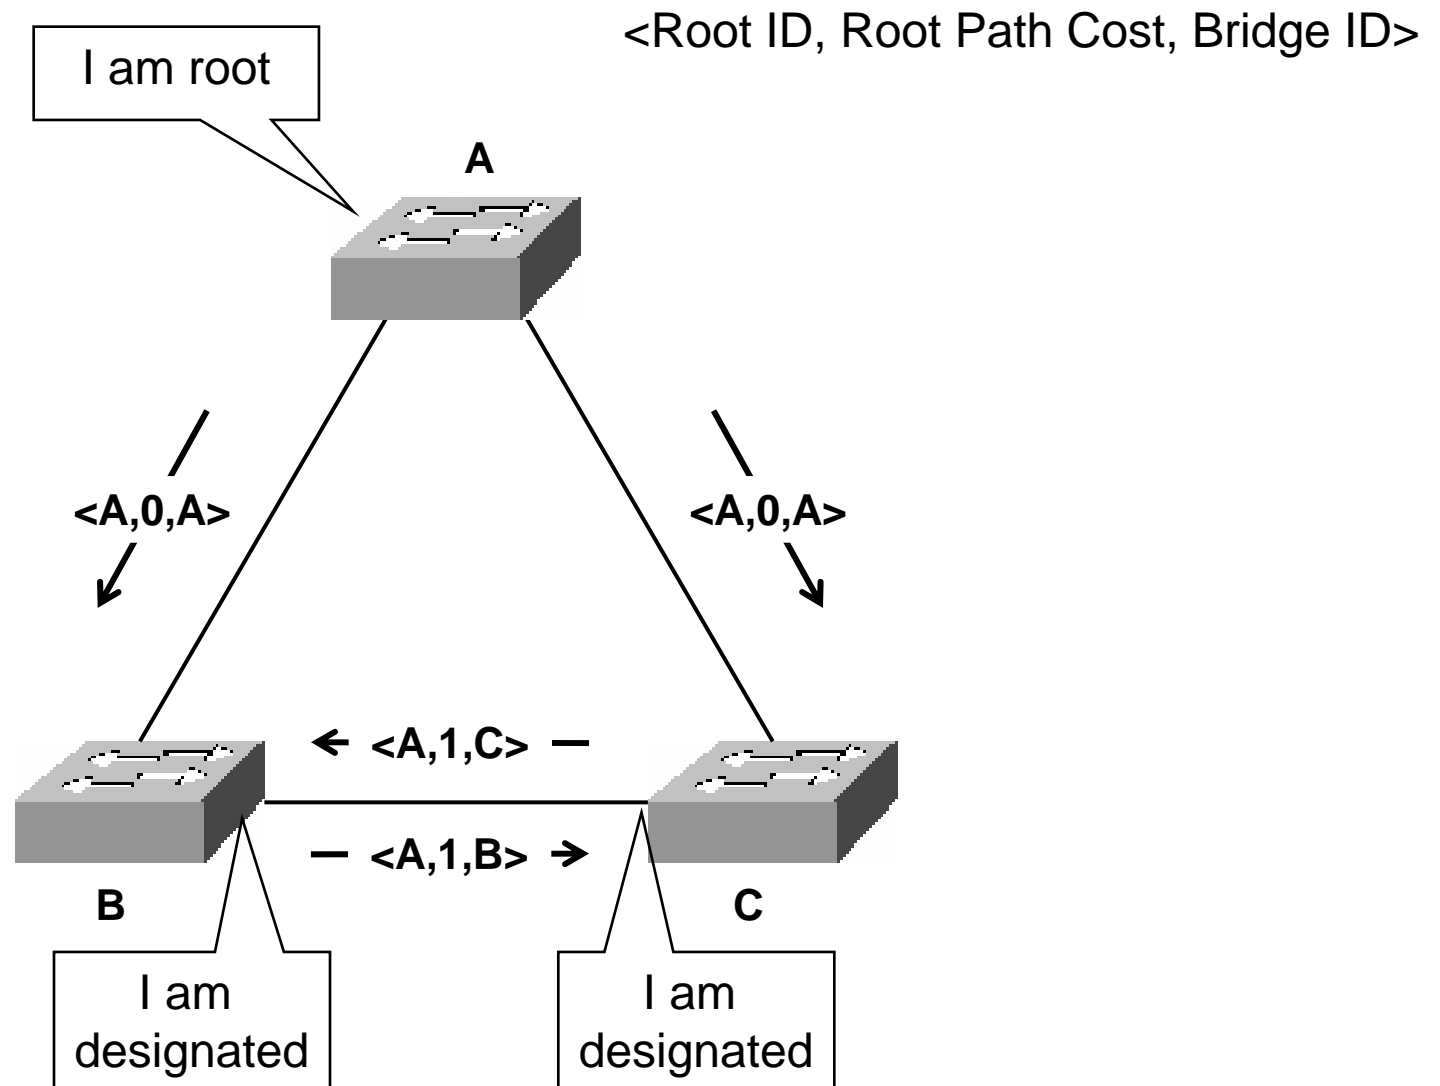 <Root ID, Root Path Cost, Bridge ID>
I am root
A
<A,0,A>
<A,0,A>
<A,1,C>
<A,1,B>
B
C
I am
designated
I am
designated